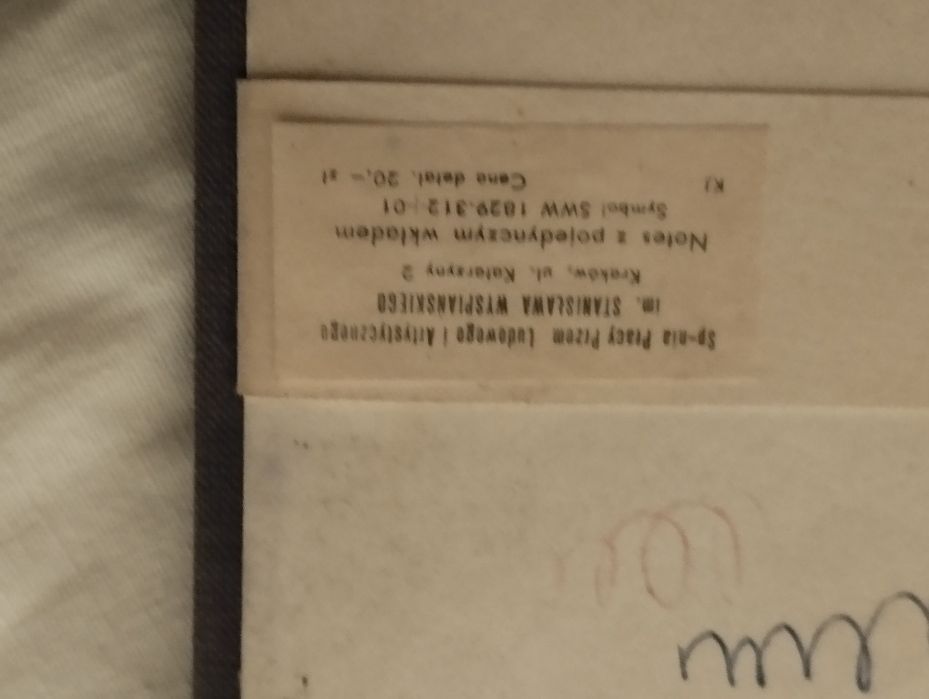 Sp-nia Pracy Przem Ludowego i Artystycznego
im. STANISŁAWA WYSPIAŃSKIEGO
Kraków, ul. Katarzyny 2
Notes z pojedynczym wkładem
Symbol SWW 1829-312-01
KJ Cena detal. 20,- zł